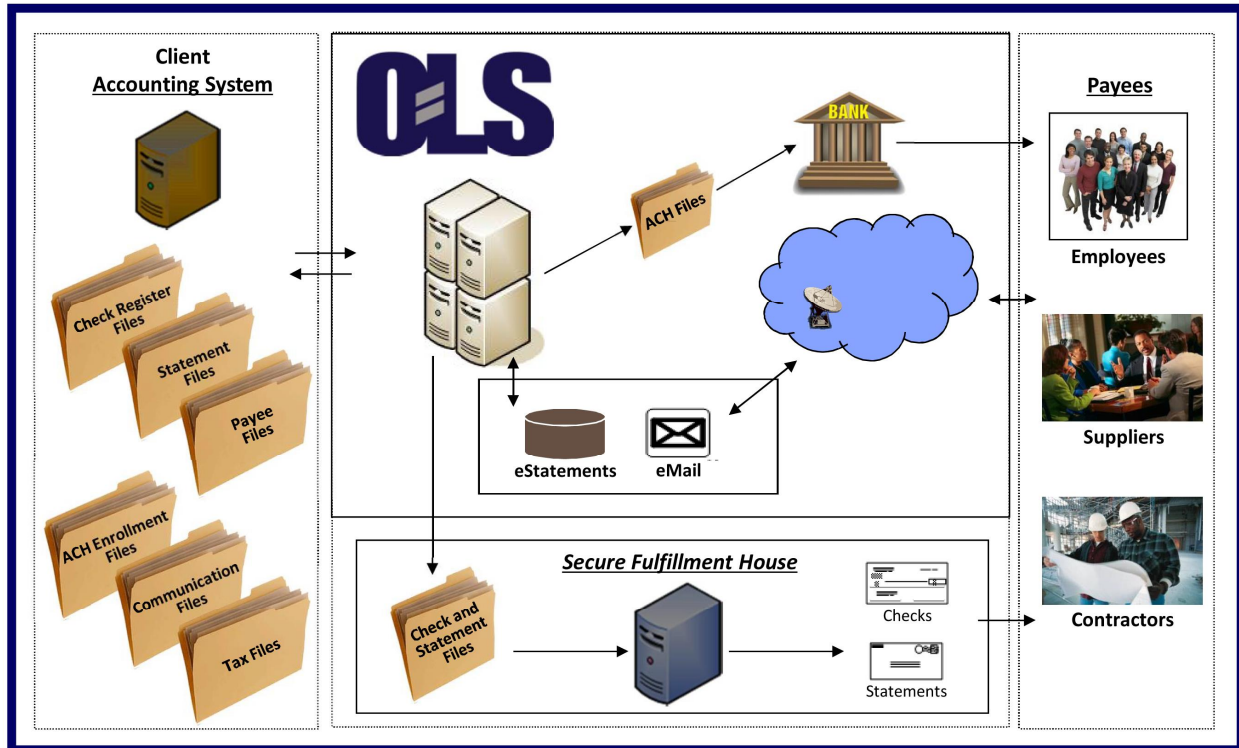 Client
Accounting System
Check Register
Files
Statement
Files
Payee
Files
ACH Enrollment
Files
Communication
Files
Tax Files
OLS
ACH Files
BANK
eStatements
eMail
Secure Fulfillment House
Check and
Statement
Files
Checks
Statements
Payees
Employees
Suppliers
Contractors